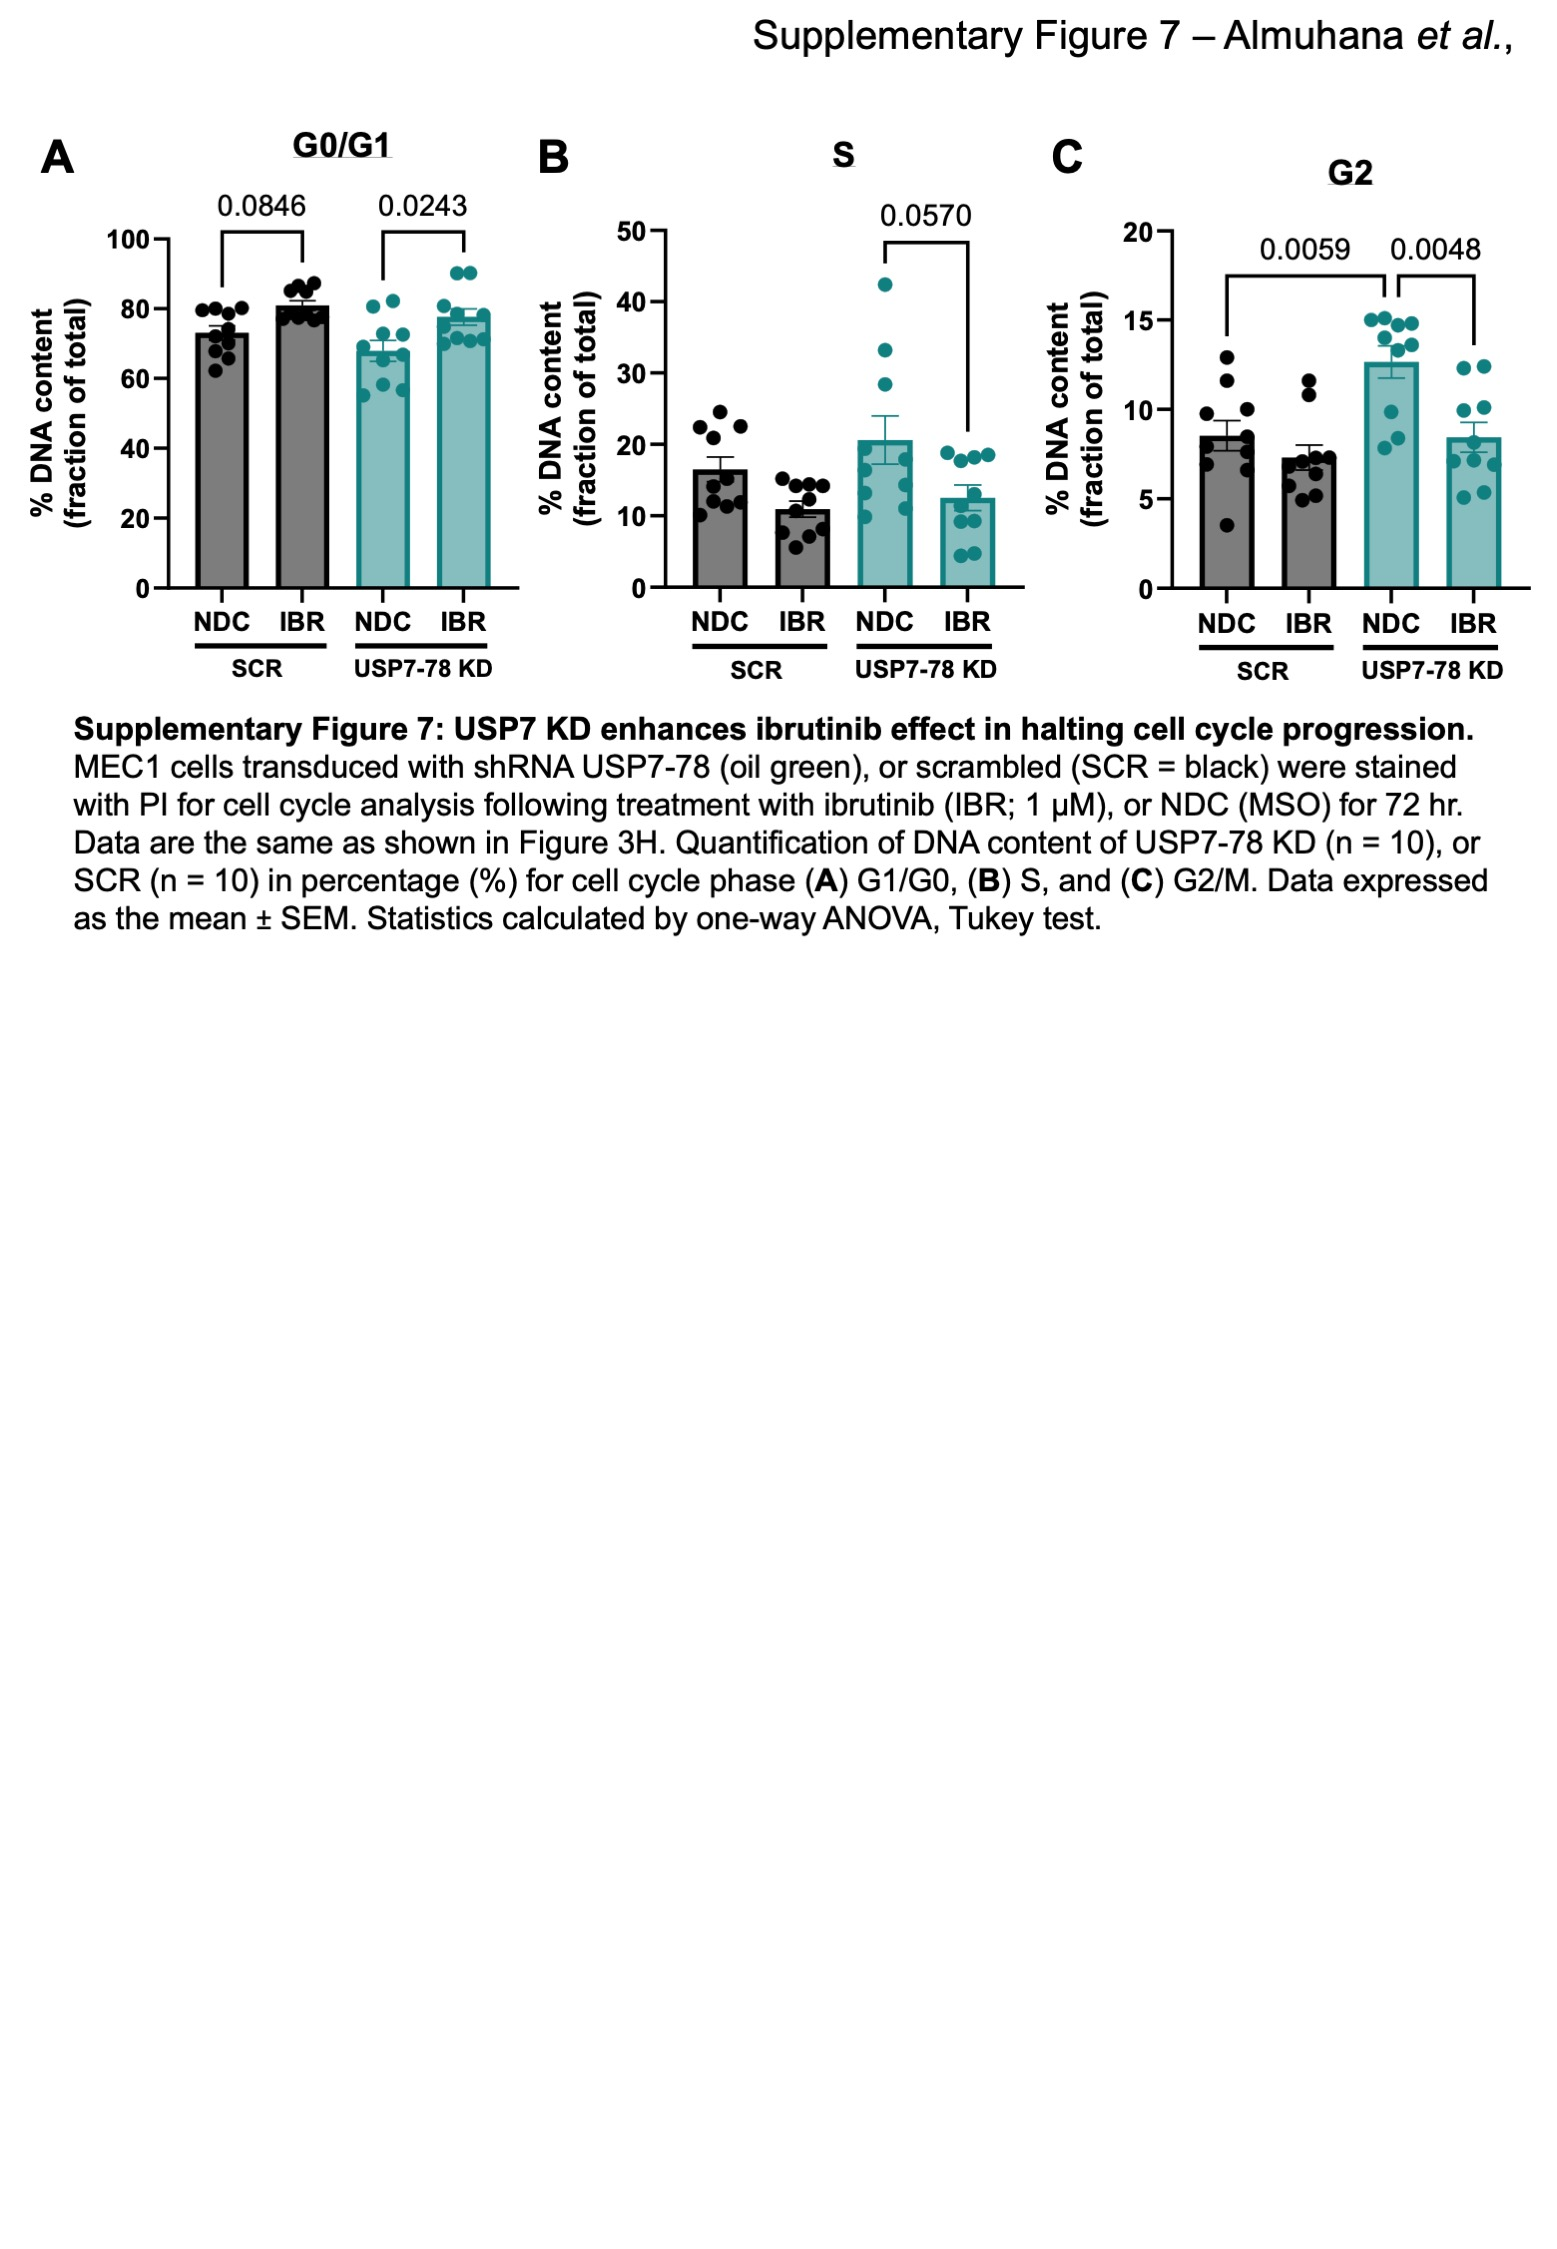 Supplementary Figure 7 – Almuhana et al.,
A
G0/G1
0.0846
0.0243
% DNA content
(fraction of total)
100
80
60
40
20
0
NDC IBR NDC IBR
SCR USP7-78 KD
B
S
0.0570
% DNA content
(fraction of total)
50
40
30
20
10
0
NDC IBR NDC IBR
SCR USP7-78 KD
C
G2
0.0059 0.0048
% DNA content
(fraction of total)
20
15
10
5
0
NDC IBR NDC IBR
SCR USP7-78 KD
Supplementary Figure 7: USP7 KD enhances ibrutinib effect in halting cell cycle progression.
MEC1 cells transduced with shRNA USP7-78 (oil green), or scrambled (SCR = black) were stained
with PI for cell cycle analysis following treatment with ibrutinib (IBR; 1 μM), or NDC (MSO) for 72 hr.
Data are the same as shown in Figure 3H. Quantification of DNA content of USP7-78 KD (n = 10), or
SCR (n = 10) in percentage (%) for cell cycle phase (A) G1/G0, (B) S, and (C) G2/M. Data expressed
as the mean ± SEM. Statistics calculated by one-way ANOVA, Tukey test.